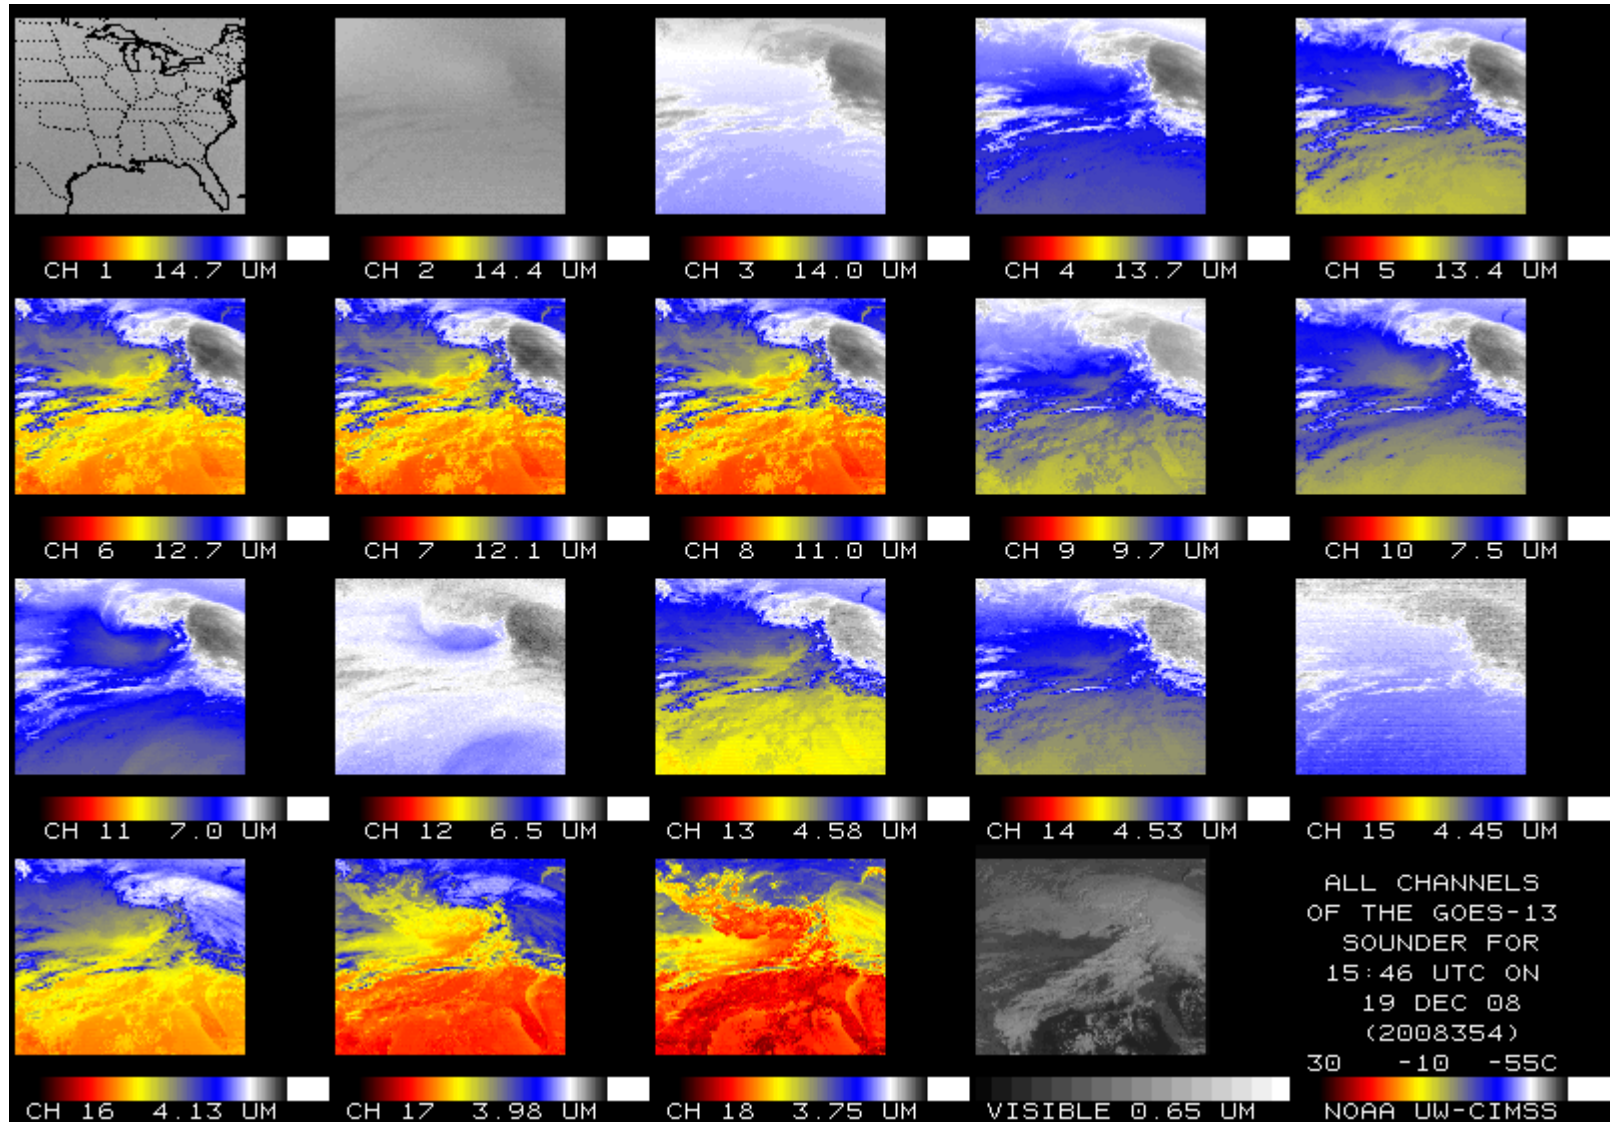 CH 1 14.7 UM
CH 2 14.4 UM
CH 3 14.0 UM
CH 4 13.7 UM
CH 5 13.4 UM
CH 6 12.7 UM
CH 7 12.1 UM
CH 8 11.0 UM
CH 9 9.7 UM
CH 10 7.5 UM
CH 11 7.0 UM
CH 12 6.5 UM
CH 13 4.58 UM
CH 14 4.53 UM
CH 15 4.45 UM
CH 16 4.13 UM
CH 17 3.98 UM
CH 18 3.75 UM
VISIBLE 0.65 UM
ALL CHANNELS
OF THE GOES-13
SOUNDER FOR
15:46 UTC ON
19 DEC 08
(2008354)
30 -10 -55C
NOAA UW-CIMSS